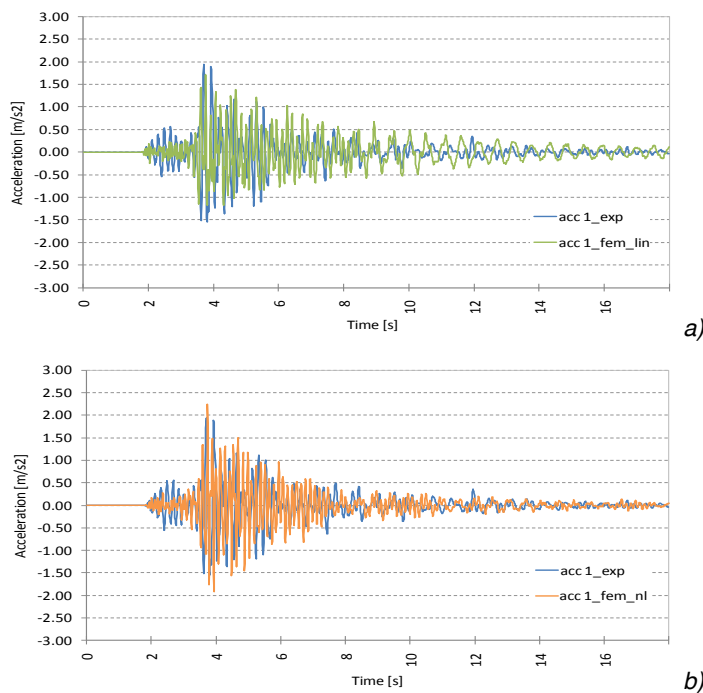 3.00
2.50
2.00
1.50
1.00
0.50
0.00
-0.50
-1.00
-1.50
-2.00
-2.50
-3.00
Acceleration [m/s2]
acc 1_exp
acc 1_fem_lin
0 2 4 6 8 10 12 14 16
Time [s]
a)
3.00
2.50
2.00
1.50
1.00
0.50
0.00
-0.50
-1.00
-1.50
-2.00
-2.50
-3.00
Acceleration [m/s2]
acc 1_exp
acc 1_fem_nl
0 2 4 6 8 10 12 14 16
Time [s]
b)